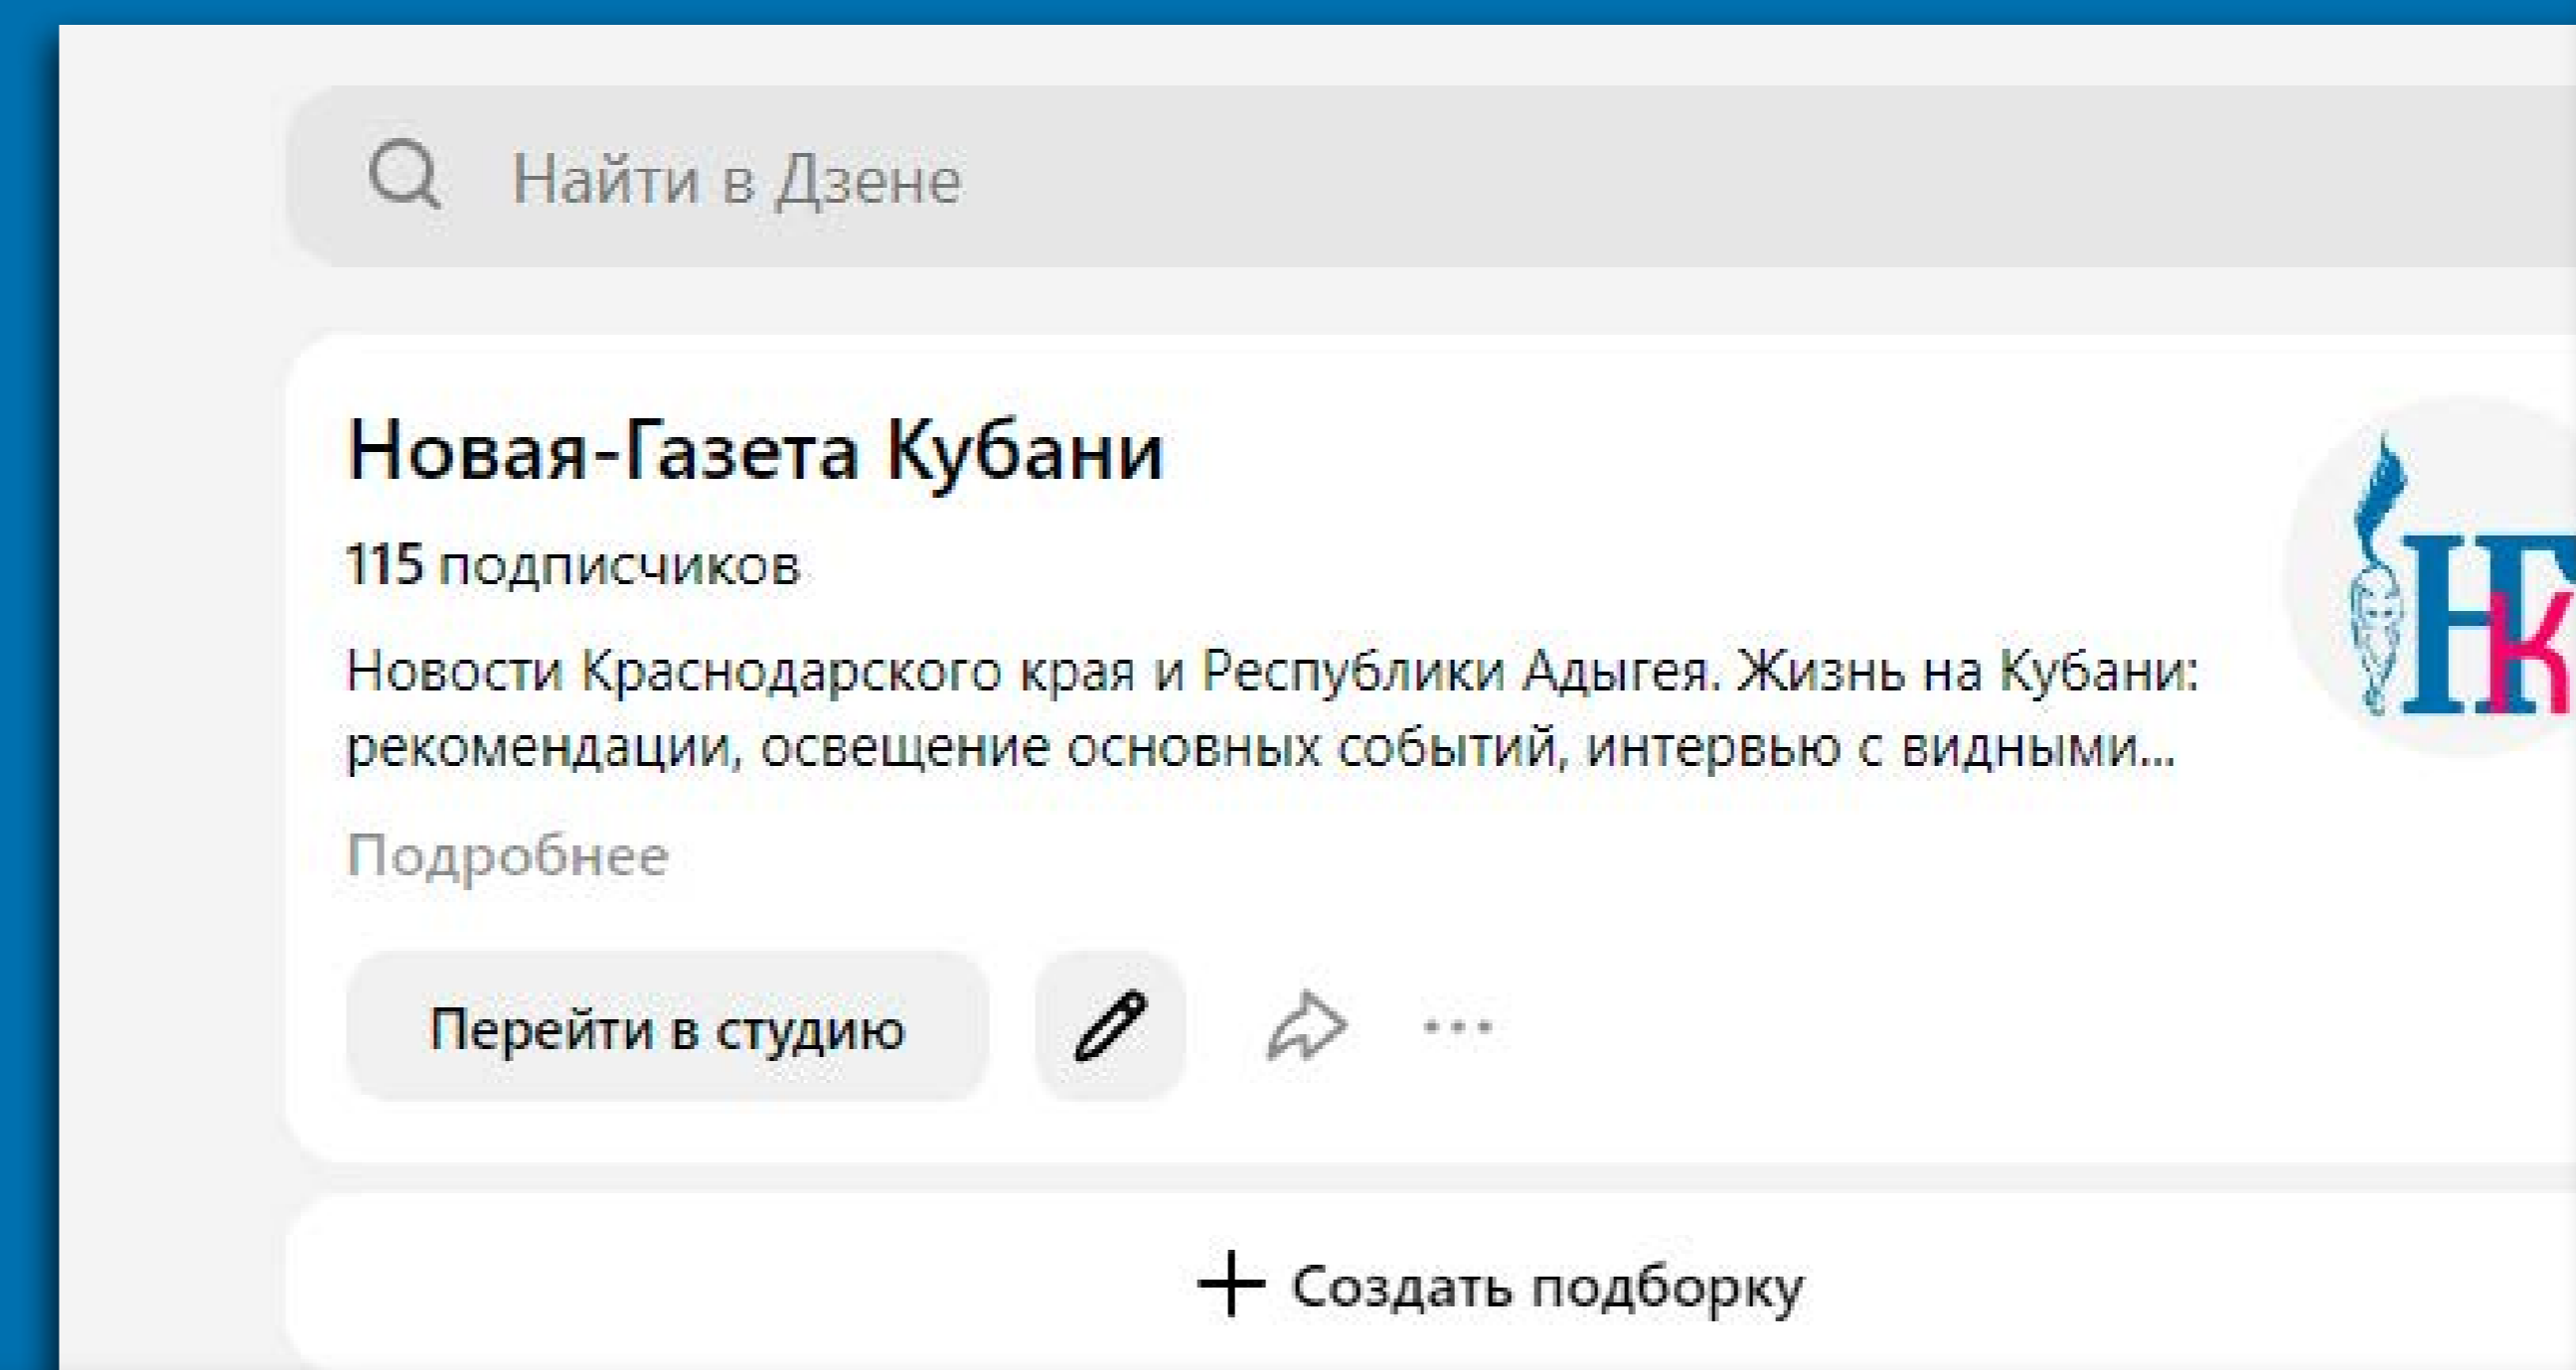 Найти в Дзене
Новая-Газета Кубани
115 подписчиков
Новости Краснодарского края и Республики Адыгея. Жизнь на Кубани:
рекомендации, освещение основных событий, интервью с видными...
Подробнее
Перейти в студию
Создать подборку
НГК